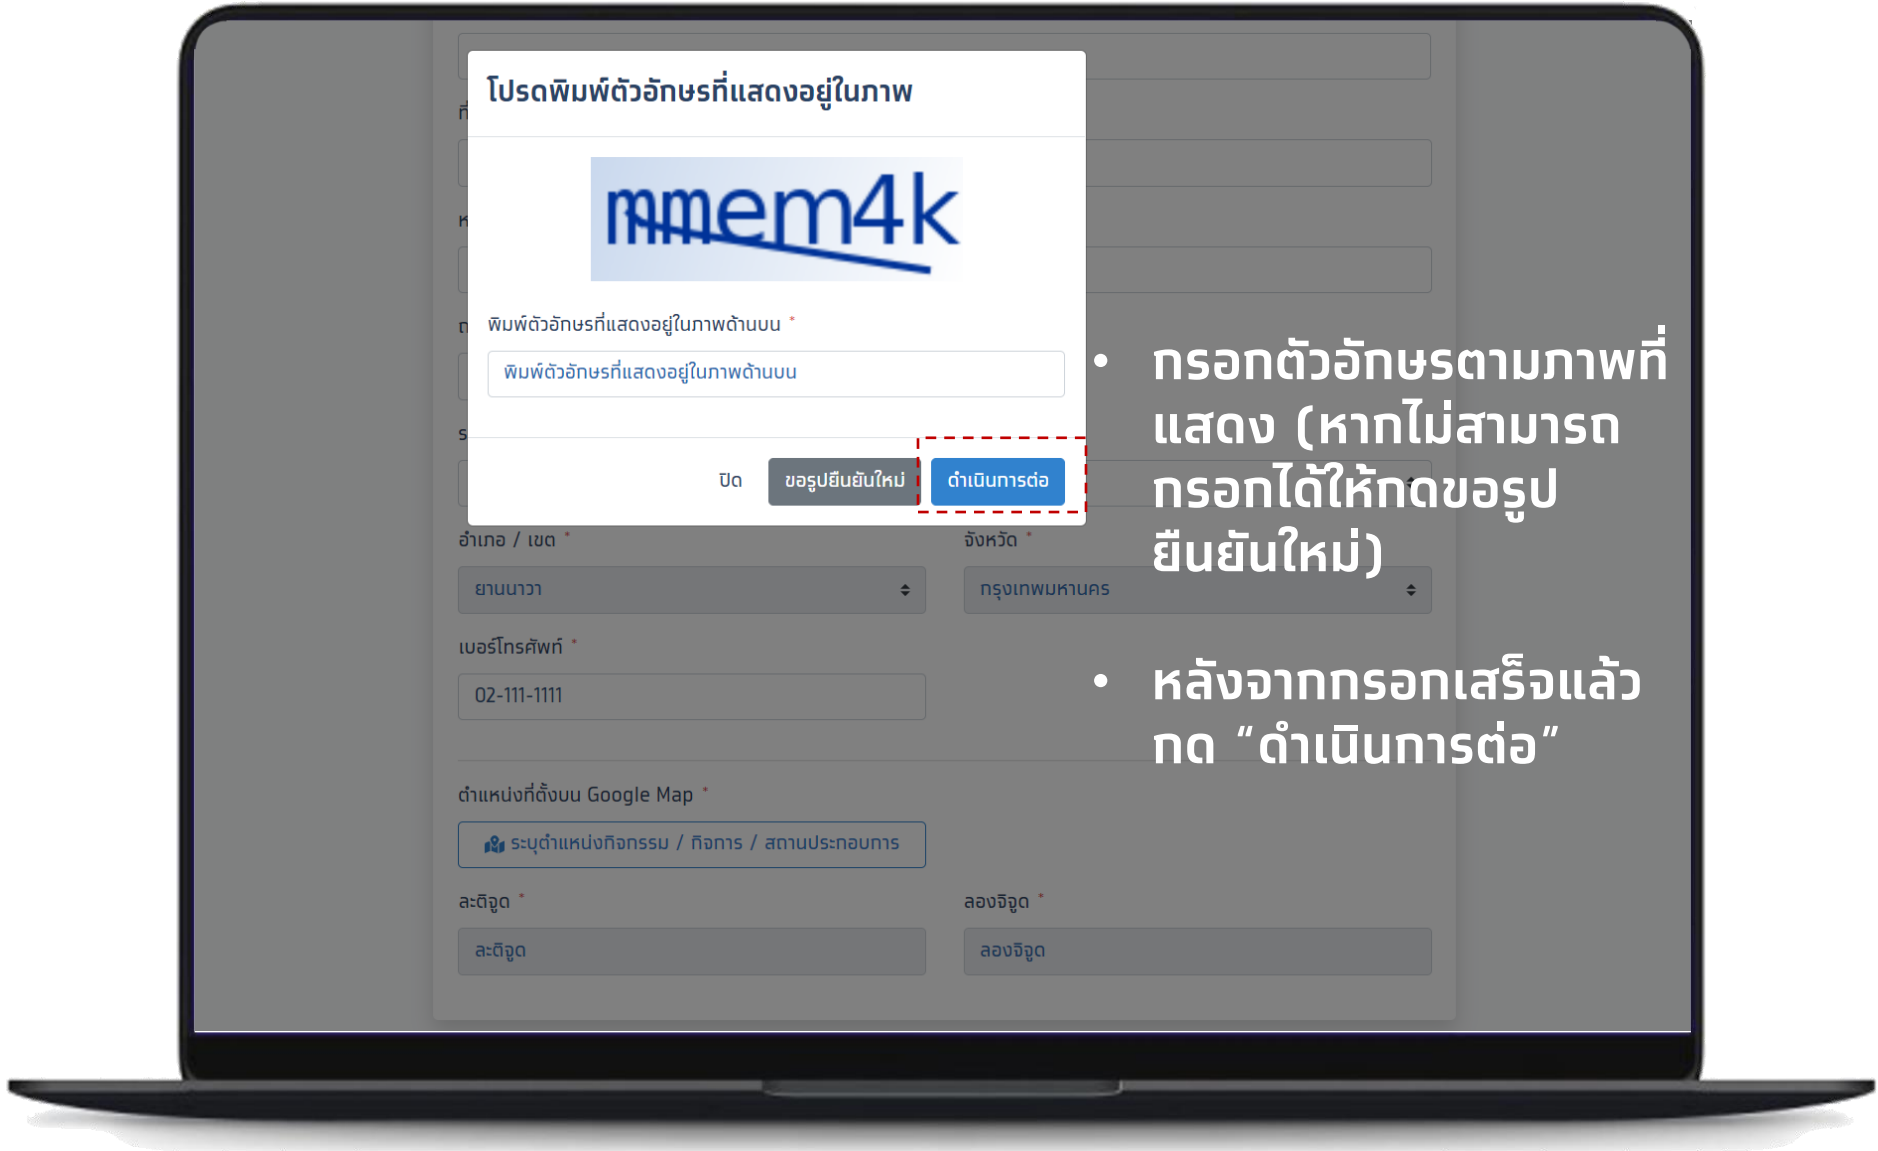 โปรดพิมพ์ตัวอักษรที่แสดงอยู่ในภาพ
mmem4k
พิมพ์ตัวอักษรที่แสดงอยู่ในภาพด้านบน *
พิมพ์ตัวอักษรที่แสดงอยู่ในภาพด้านบน
ปิด ขอรูปยืนยันใหม่ ดำเนินการต่อ
• กรอกตัวอักษรตามภาพที่
แสดง (หากไม่สามารถ
กรอกได้ให้กดขอรูป
ยืนยันใหม่)
• หลังจากกรอกเสร็จแล้ว
กด “ดำเนินการต่อ”
อำเภอ / เขต * จังหวัด *
ยานนาวา กรุงเทพมหานคร
เบอร์โทรศัพท์ *
02-111-1111
ตำแหน่งที่ตั้งบน Google Map *
ระบุตำแหน่งกิจกรรม / กิจการ / สถานประกอบการ
ละติจูด * ลองจิจูด *
ละติจูด ลองจิจูด